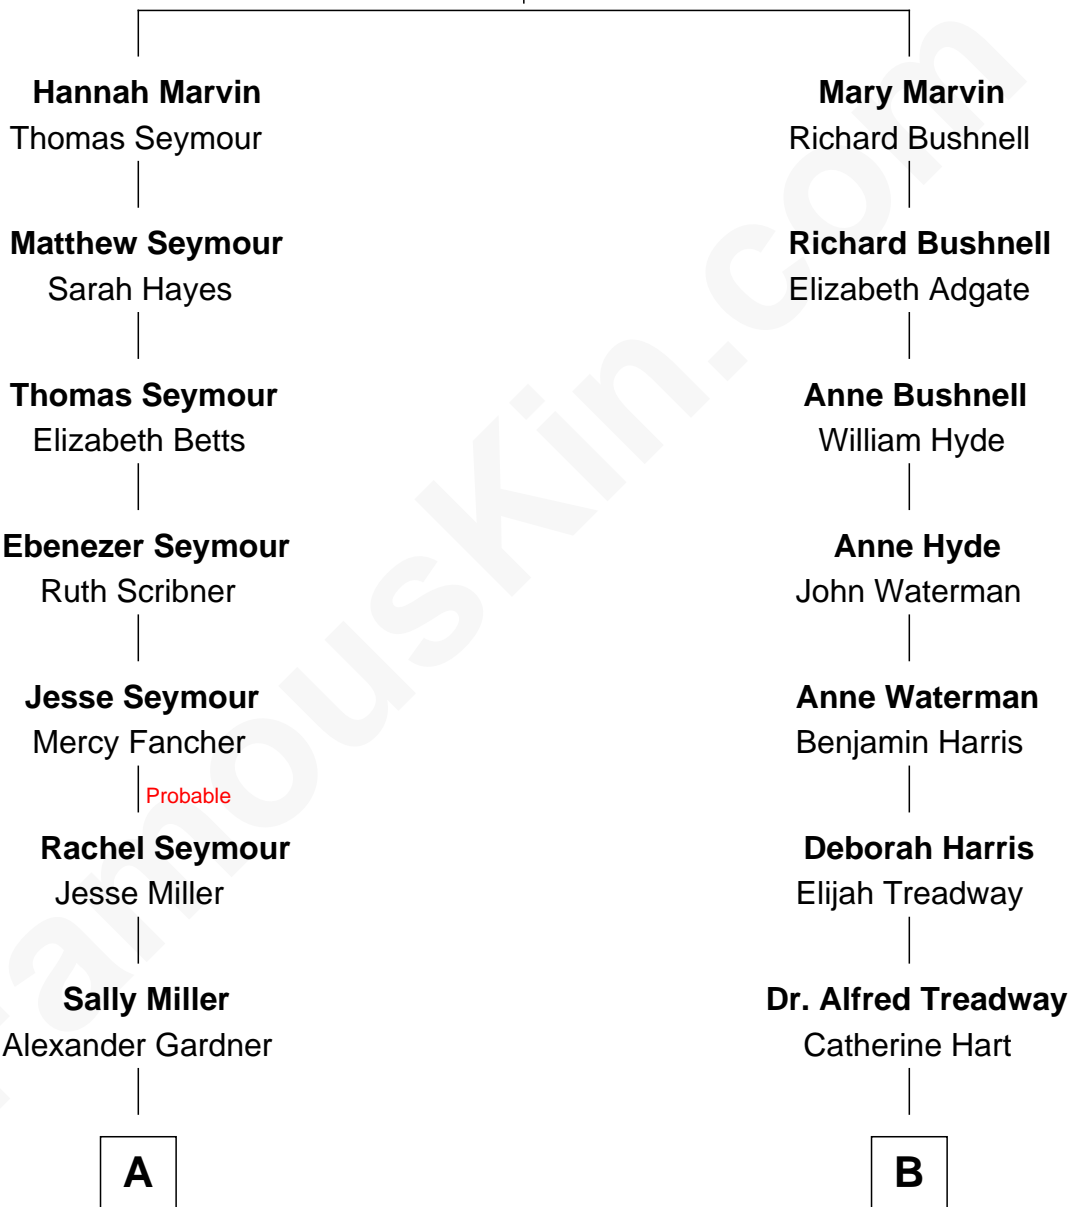 Hannah Marvin
Thomas Seymour
Mary Marvin
Richard Bushnell
Matthew Seymour
Sarah Hayes
Richard Bushnell
Elizabeth Adgate
Thomas Seymour
Elizabeth Betts
Anne Bushnell
William Hyde
Ebenezer Seymour
Ruth Scribner
Anne Hyde
John Waterman
Jesse Seymour
Mercy Fancher
Anne Waterman
Benjamin Harris
Probable
Rachel Seymour
Jesse Miller
Deborah Harris
Elijah Treadway
Sally Miller
Alexander Gardner
Dr. Alfred Treadway
Catherine Hart
A
B
FamousKin.com